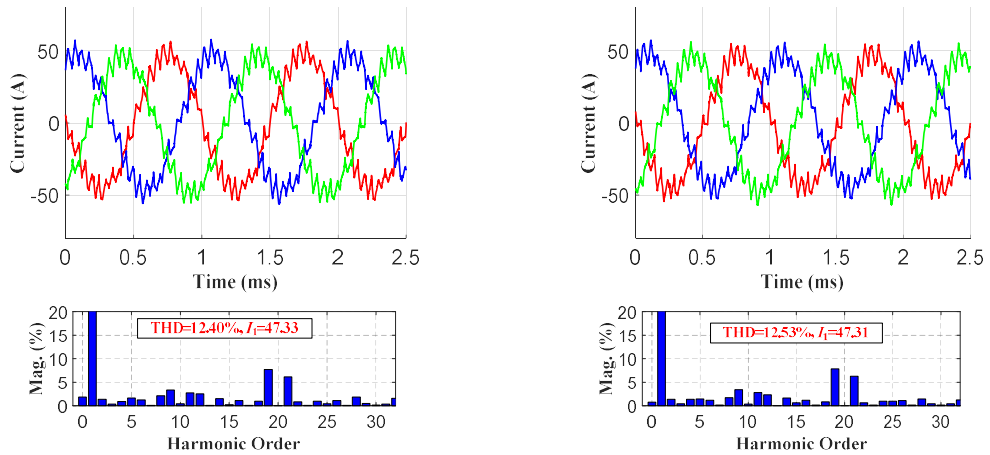 50
0
-50
Current (A)
0 0.5 1 1.5 2 2.5
Time (ms)
20
15
10
5
0
Mag. (%)
THD=12.40%, I1=47.33
0 5 10 15 20 25 30
Harmonic Order
50
0
-50
Current (A)
0 0.5 1 1.5 2 2.5
Time (ms)
20
15
10
5
0
Mag. (%)
THD=12.53%, I1=47.31
0 5 10 15 20 25 30
Harmonic Order